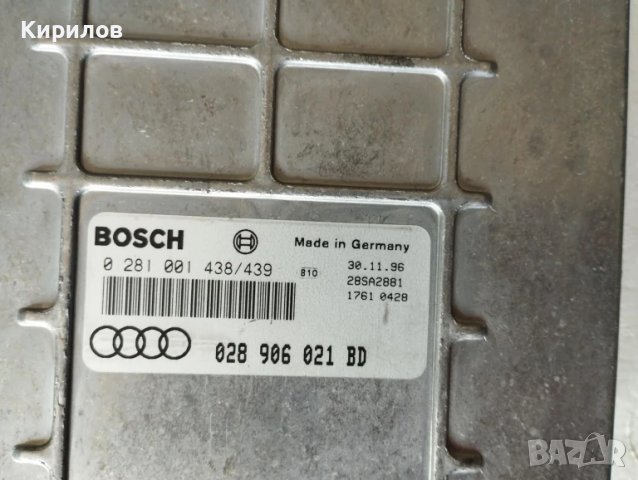 Кирилов
BOSCH
Made in Germany
0 281 001 438/439
810
30.11.96
28SA2881
1761 0428
028 906 021 BD
BAZAR